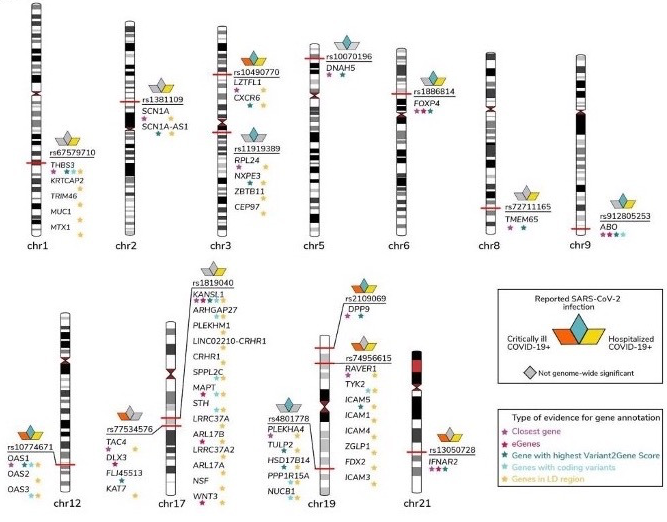 rs67579710
THBS3
KRTCAP2
TRIM46
MUC1
MTX1
chr1
rs1381109
SCN1A
SCN1A-AS1
chr2
rs10490770
LZTFL1
CXCR6
rs11919389
RPL24
NXPE3
ZBTB11
CEP97
chr3
rs10070196
DNAH5
chr5
rs1886814
FOXP4
chr6
rs72711165
TMEM65
chr8
rs912805253
ABO
chr9
rs10774671
OAS1
OAS2
OAS3
chr12
rs77534576
TAC4
DLX3
FLJ45513
KAT7
rs1819040
KANSL1
ARHGAP27
PLEKHM1
LINC02210-CRHR1
CRHR1
SPPL2C
MAPT
STH
LRRC37A
ARL17B
LRRC37A2
ARL17A
NSF
WNT3
chr17
rs4801778
PLEKHA4
TULP2
HSD17B14
PPP1R15A
NUCB1
rs2109069
DPP9
rs74956615
RAVER1
TYK2
ICAM5
ICAM1
ICAM4
ZGLP1
FDX2
ICAM3
chr19
rs13050728
IFNAR2
chr21
Reported SARS-CoV-2
infection
Critically ill
COVID-19+
Hospitalized
COVID-19+
Not genome-wide significant
Type of evidence for gene annotation
Closest gene
eGenes
Gene with highest Variant2Gene Score
Genes with coding variants
Genes in LD region